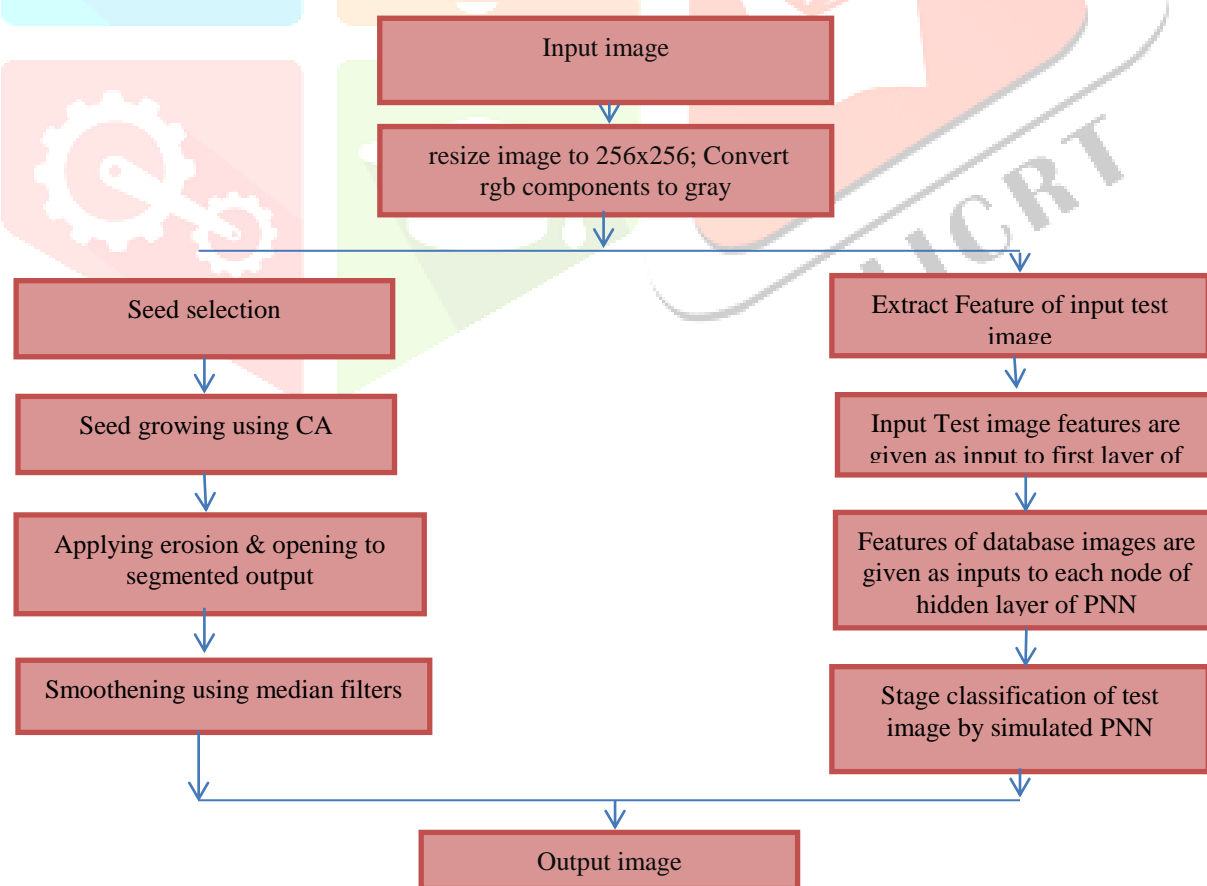 Input image
resize image to 256x256; Convert
rgb components to gray
Seed selection
Seed growing using CA
Applying erosion & opening to
segmented output
Smoothening using median filters
Extract Feature of input test
image
Input Test image features are
given as input to first layer of
Features of database images are
given as inputs to each node of
hidden layer of PNN
Stage classification of test
image by simulated PNN
Output image